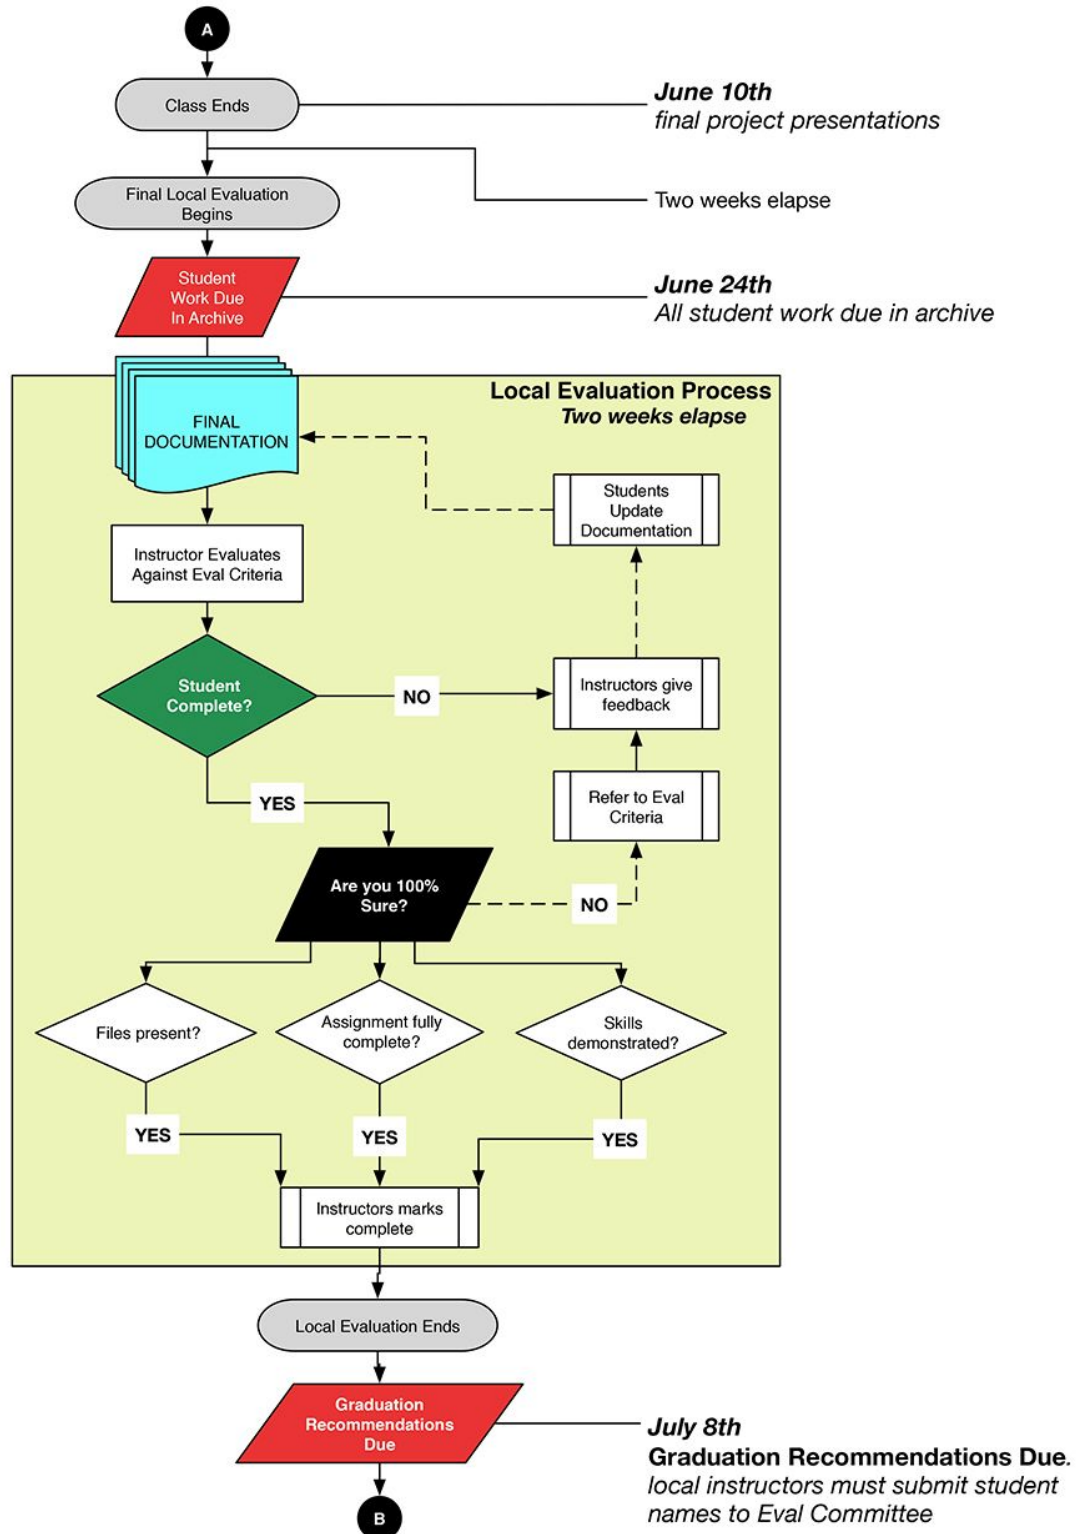 A
Class Ends
June 10th
final project presentations
Final Local Evaluation
Begins
Two weeks elapse
Student
Work Due
In Archive
June 24th
All student work due in archive
Local Evaluation Process
Two weeks elapse
FINAL
DOCUMENTATION
Students
Update
Documentation
Instructor Evaluates
Against Eval Criteria
Student
Complete?
NO
Instructors give
feedback
YES
Refer to Eval
Criteria
Are you 100%
Sure?
NO
Files present?
Assignment fully
complete?
Skills
demonstrated?
YES
YES
YES
Instructors marks
complete
Local Evaluation Ends
Graduation
Recommendations
Due
July 8th
Graduation Recommendations Due.
local instructors must submit student
names to Eval Committee
B